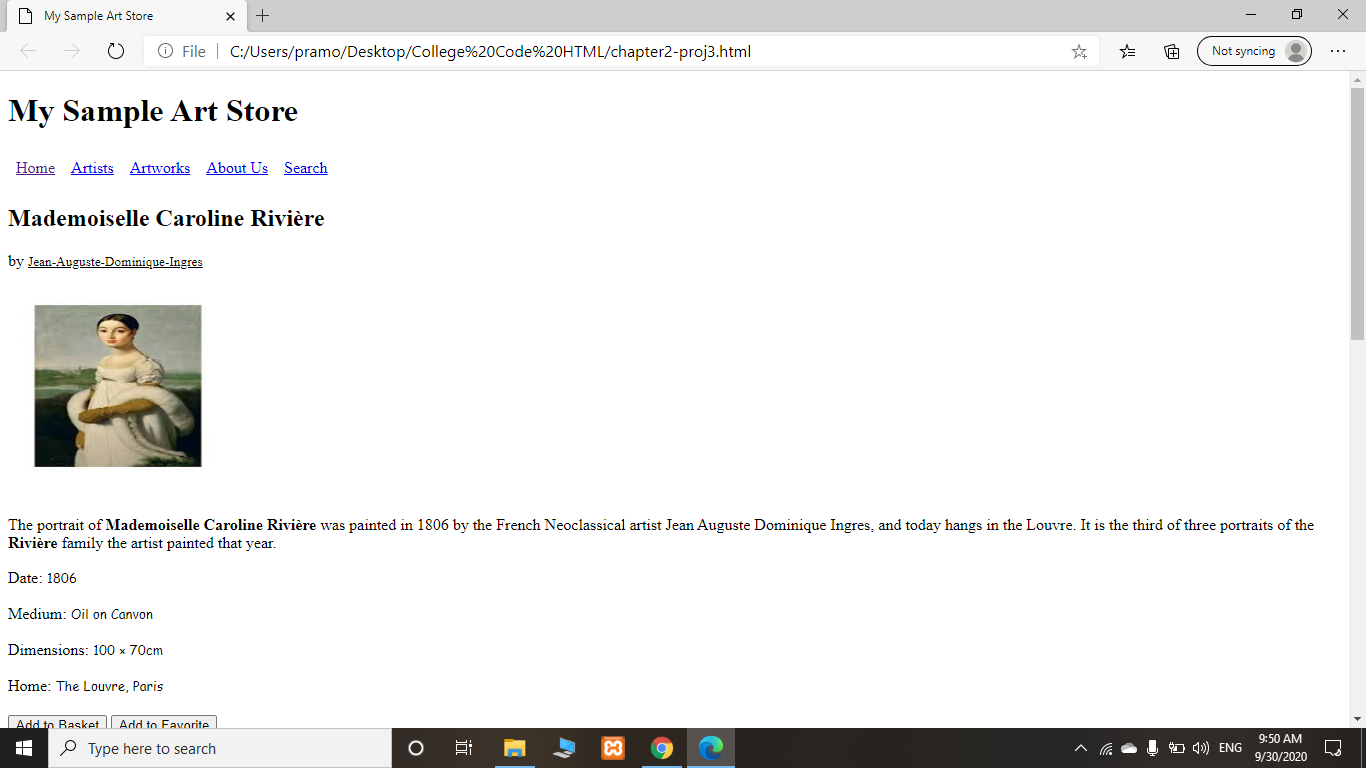 My Sample Art Store
File
C:/Users/pramo/Desktop/College%20Code%20HTML/chapter2-proj3.html
Not syncing
My Sample Art Store
Home Artists Artworks About Us Search
Mademoiselle Caroline Rivière
by Jean-Auguste-Dominique-Ingres
The portrait of Mademoiselle Caroline Rivière was painted in 1806 by the French Neoclassical artist Jean Auguste Dominique Ingres, and today hangs in the Louvre. It is the third of three portraits of the
Rivière family the artist painted that year.
Date: 1806
Medium: Oil on Canvon
Dimensions: 100 × 70cm
Home: The Louvre, Paris
Add to Basket Add to Favorite
Type here to search
ENG
9:50 AM
9/30/2020